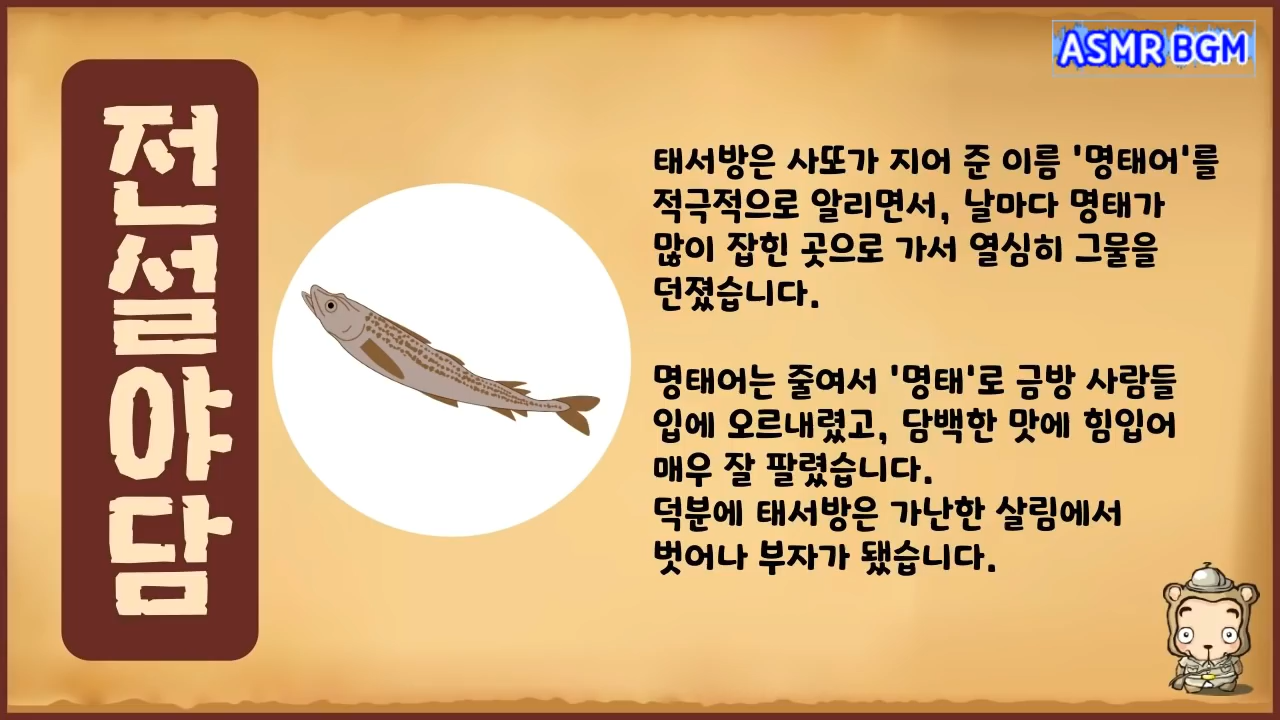 전설야담
ASMR BGM
태서방은 사또가 지어 준 이름 '명태어'를
적극적으로 알리면서, 날마다 명태가
많이 잡힌 곳으로 가서 열심히 그물을
던졌습니다.
명태어는 줄여서 '명태'로 금방 사람들
입에 오르내렸고, 담백한 맛에 힘입어
매우 잘 팔렸습니다.
덕분에 태서방은 가난한 살림에서
벗어나 부자가 됐습니다.